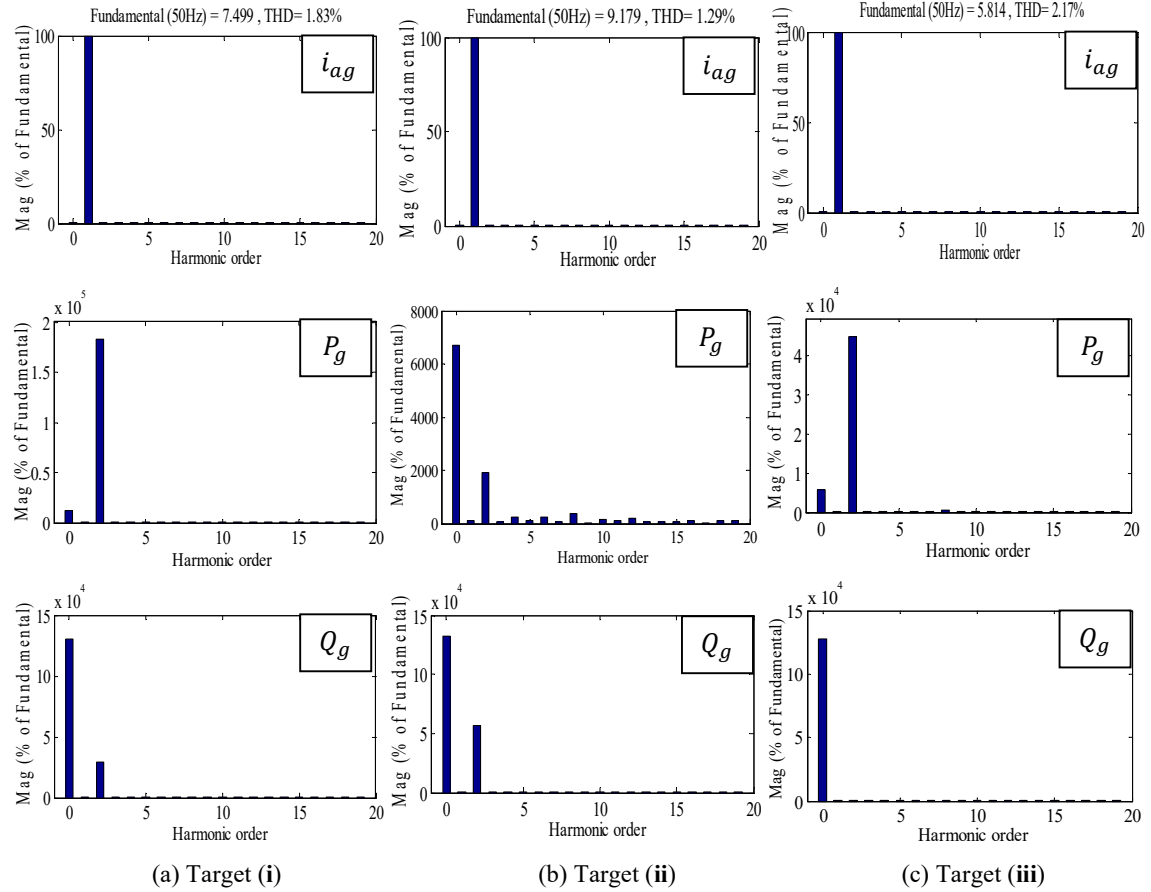 Fundamental (50Hz) = 7.499 , THD= 1.83%
Mag (% of Fundamental)
100
50
0
0 5 10 15 20
Harmonic order
i_ag
Fundamental (50Hz) = 9.179 , THD= 1.29%
Mag (% of Fundamental)
100
50
0
0 5 10 15 20
Harmonic order
i_ag
Fundamental (50Hz) = 5.814 , THD= 2.17%
Mag (% of Fundamental)
100
50
0
0 5 10 15 20
Harmonic order
i_ag
x 10^5
Mag (% of Fundamental)
2
1.5
1
0.5
0
0 5 10 15 20
Harmonic order
P_g
Mag (% of Fundamental)
8000
6000
4000
2000
0
0 5 10 15 20
Harmonic order
P_g
x 10^4
Mag (% of Fundamental)
4
3
2
1
0
0 5 10 15 20
Harmonic order
P_g
x 10^4
Mag (% of Fundamental)
15
10
5
0
0 5 10 15 20
Harmonic order
Q_g
x 10^4
Mag (% of Fundamental)
15
10
5
0
0 5 10 15 20
Harmonic order
Q_g
x 10^4
Mag (% of Fundamental)
15
10
5
0
0 5 10 15 20
Harmonic order
Q_g
(a) Target (i)
(b) Target (ii)
(c) Target (iii)